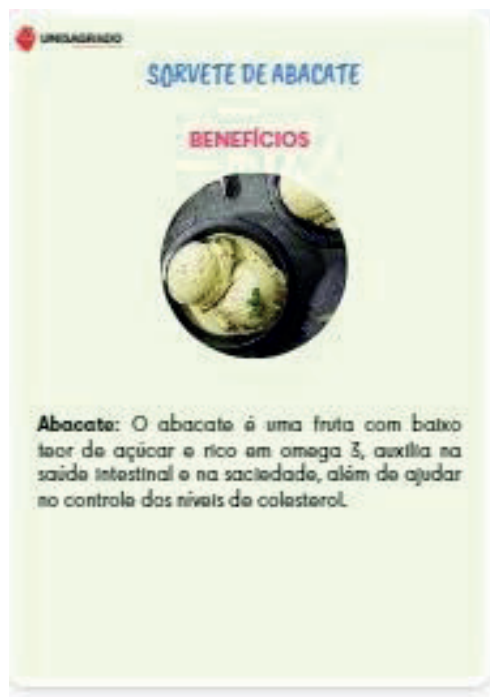 UNISAGRADO
SORVETE DE ABACATE
BENEFÍCIOS
Abacate: O abacate é uma fruta com baixo
teor de açúcar e rico em omega 3, auxilia na
saúde intestinal e na saciedade, além de ajudar
no controle dos níveis de colesterol.